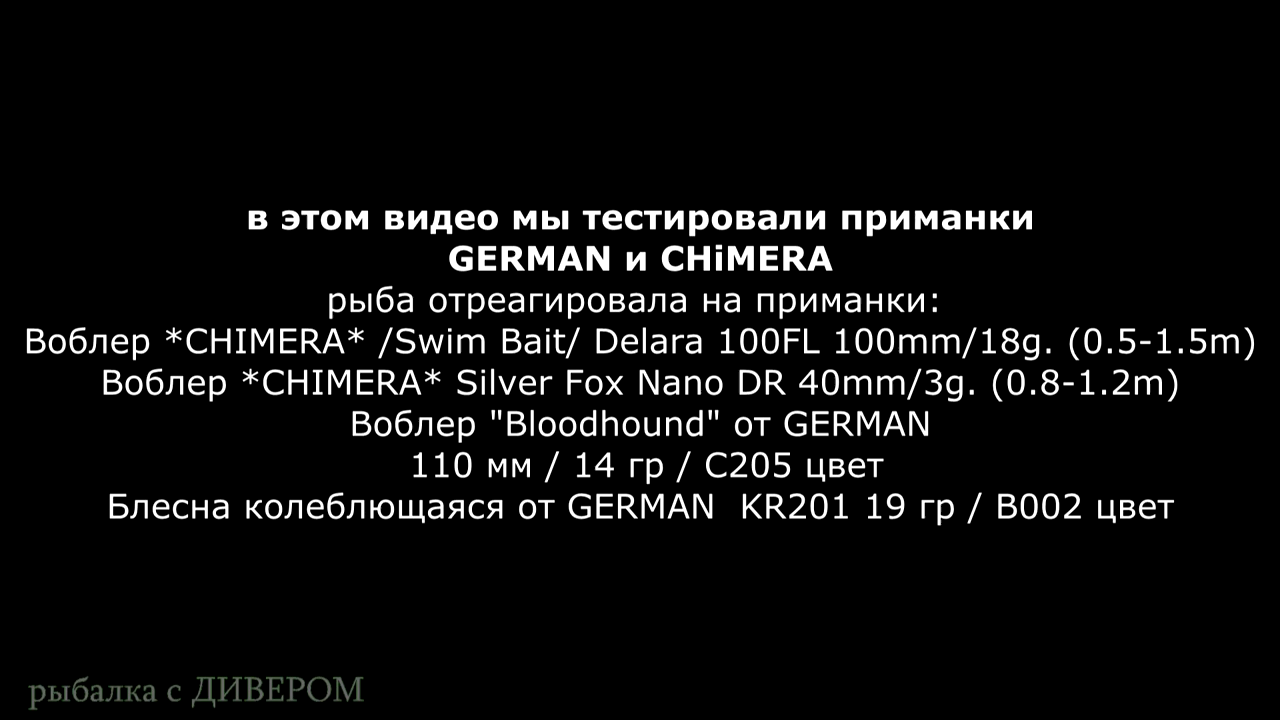 в этом видео мы тестировали приманки
GERMAN и CHiMERA
рыба отреагировала на приманки:
Воблер *CHIMERA* /Swim Bait/ Delara 100FL 100mm/18g. (0.5-1.5m)
Воблер *CHIMERA* Silver Fox Nano DR 40mm/3g. (0.8-1.2m)
Воблер "Bloodhound" от GERMAN
110 мм / 14 гр / C205 цвет
Блесна колеблющаяся от GERMAN  KR201 19 гр / B002 цвет
рыбалка с ДИВЕРОМ